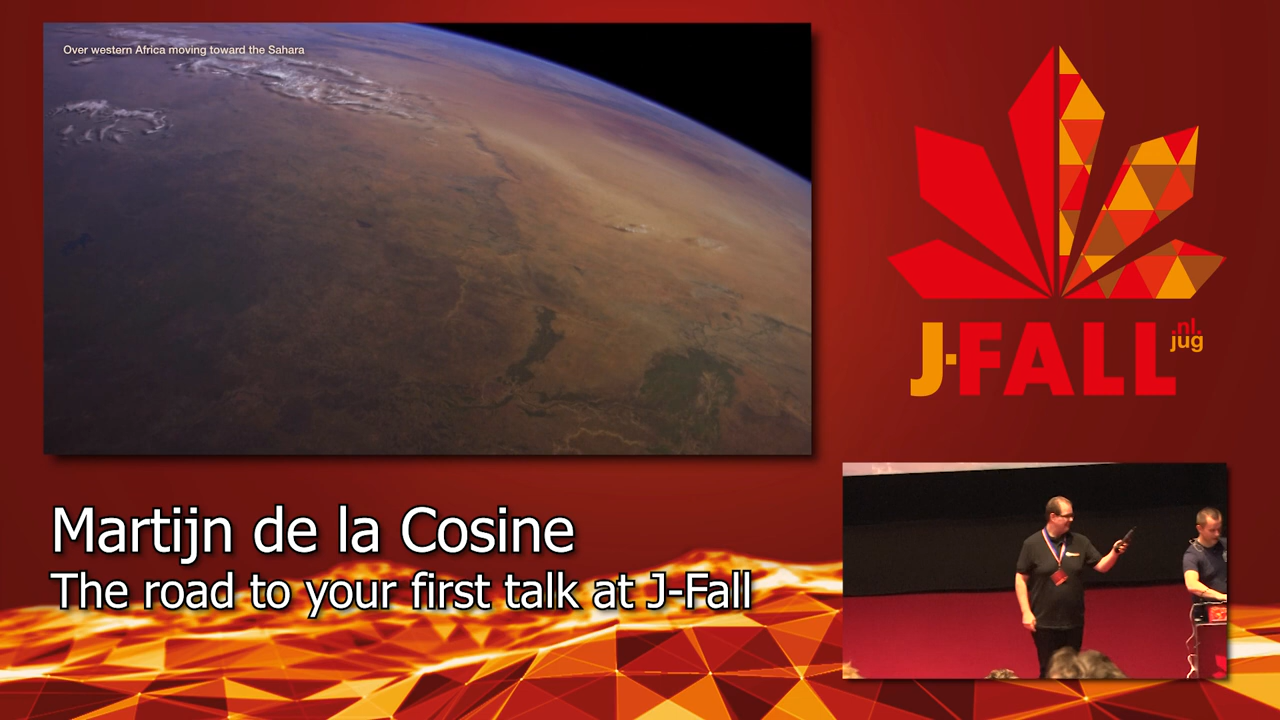 Over western Africa moving toward the Sahara
J-FALL
.nl.
jug
Martijn de la Cosine
The road to your first talk at J-Fall